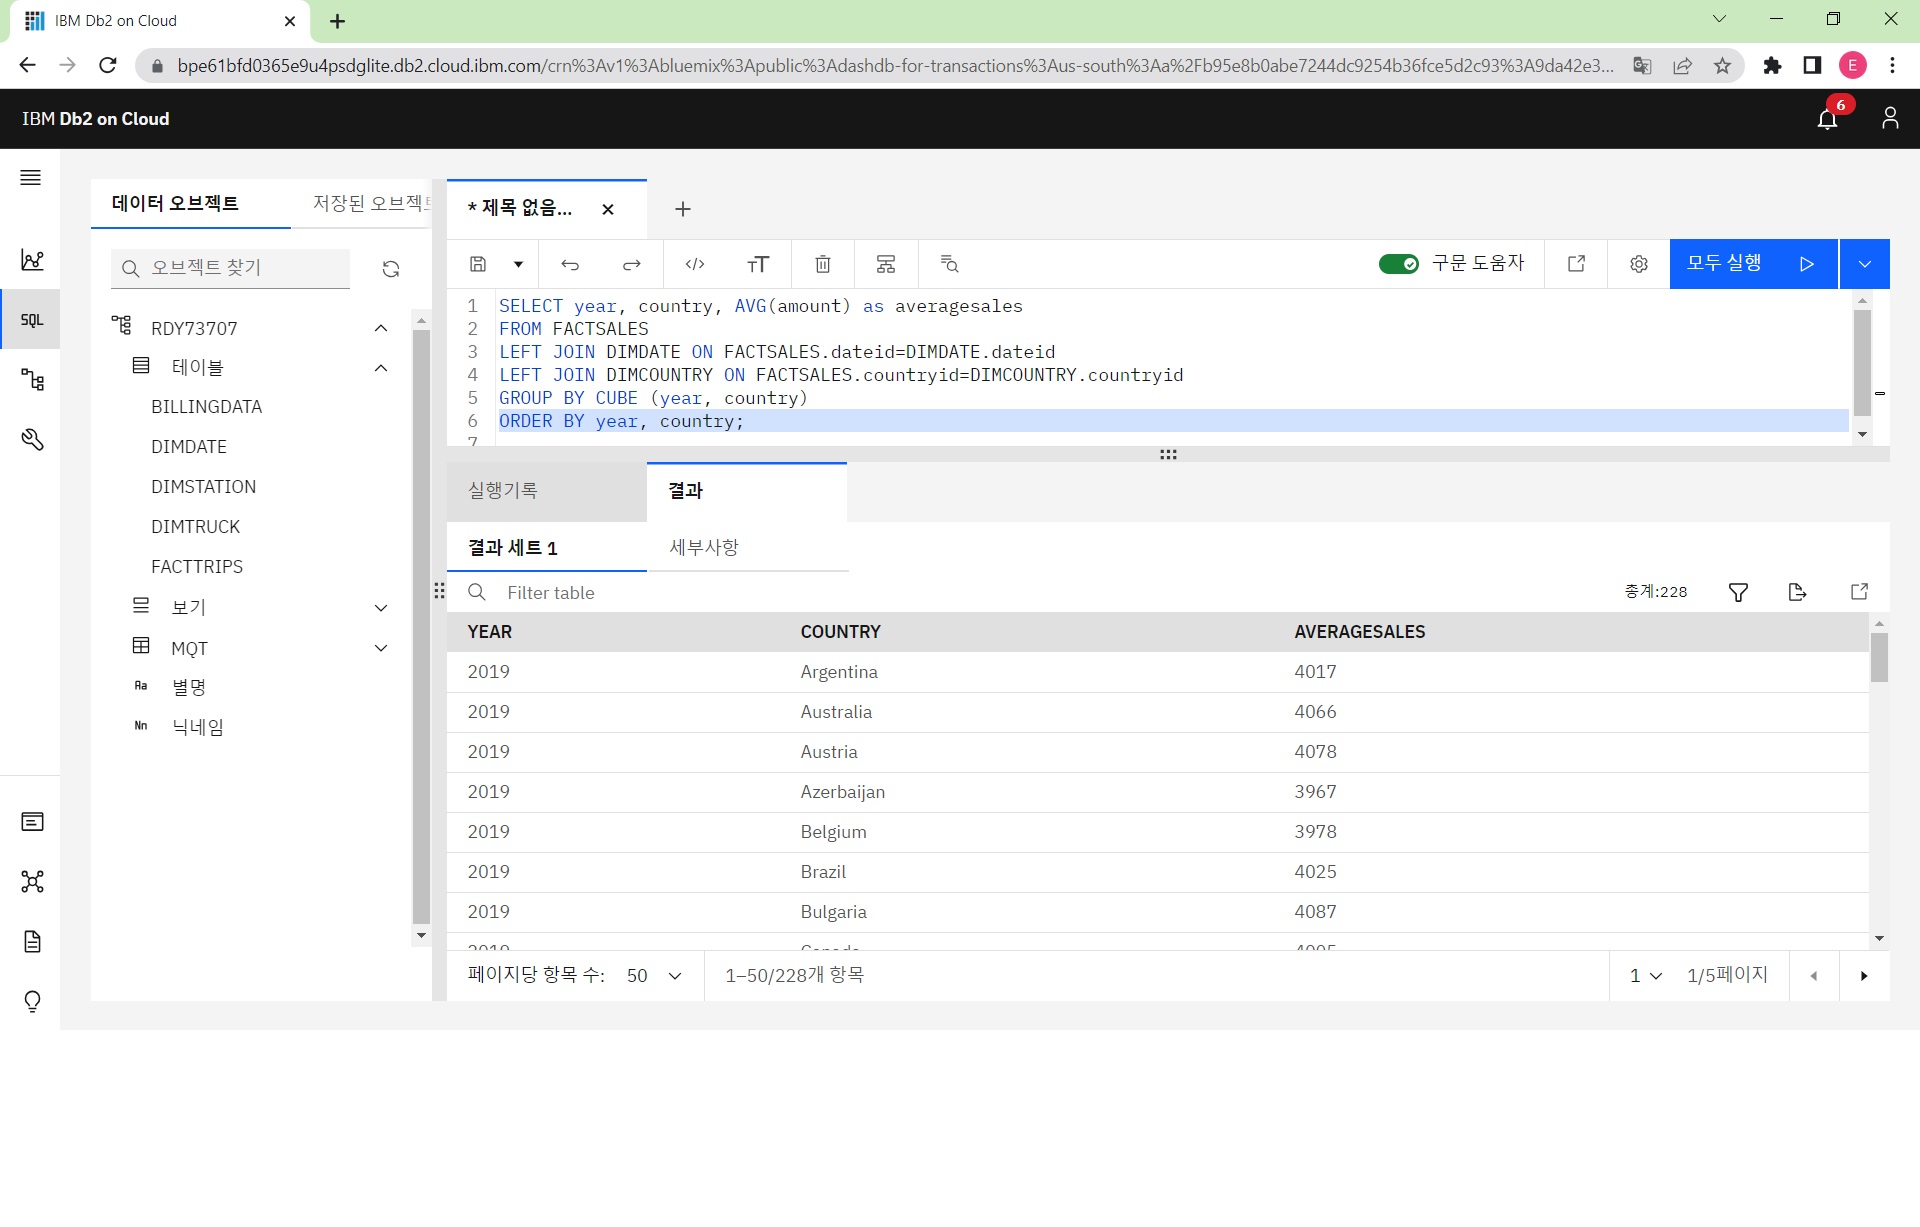 IBM Db2 on Cloud
bpe61bfd0365e9u4psdglite.db2.cloud.ibm.com/crn%3Av1%3Abluemix%3Apublic%3Adashdb-for-transactions%3Aus-south%3Aa%2Fb95e8b0abe7244dc9254b36fce5d2c93%3A9da42e3...
E
IBM Db2 on Cloud
6
데이터 오브젝트
저장된 오브젝트
* 제목 없음...
오브젝트 찾기
구문 도움자
모두 실행
SQL
RDY73707
테이블
BILLINGDATA
DIMDATE
DIMSTATION
DIMTRUCK
FACTTRIPS
보기
MQT
Aa 별명
Nn 닉네임
1 SELECT year, country, AVG(amount) as averagesales
2 FROM FACTSALES
3 LEFT JOIN DIMDATE ON FACTSALES.dateid=DIMDATE.dateid
4 LEFT JOIN DIMCOUNTRY ON FACTSALES.countryid=DIMCOUNTRY.countryid
5 GROUP BY CUBE (year, country)
6 ORDER BY year, country;
7
실행기록
결과
결과 세트 1
세부사항
Filter table
총계:228
YEAR COUNTRY AVERAGESALES
2019 Argentina 4017
2019 Australia 4066
2019 Austria 4078
2019 Azerbaijan 3967
2019 Belgium 3978
2019 Brazil 4025
2019 Bulgaria 4087
2019 Canada 4005
페이지당 항목 수: 50
1–50/228개 항목
1
1/5페이지